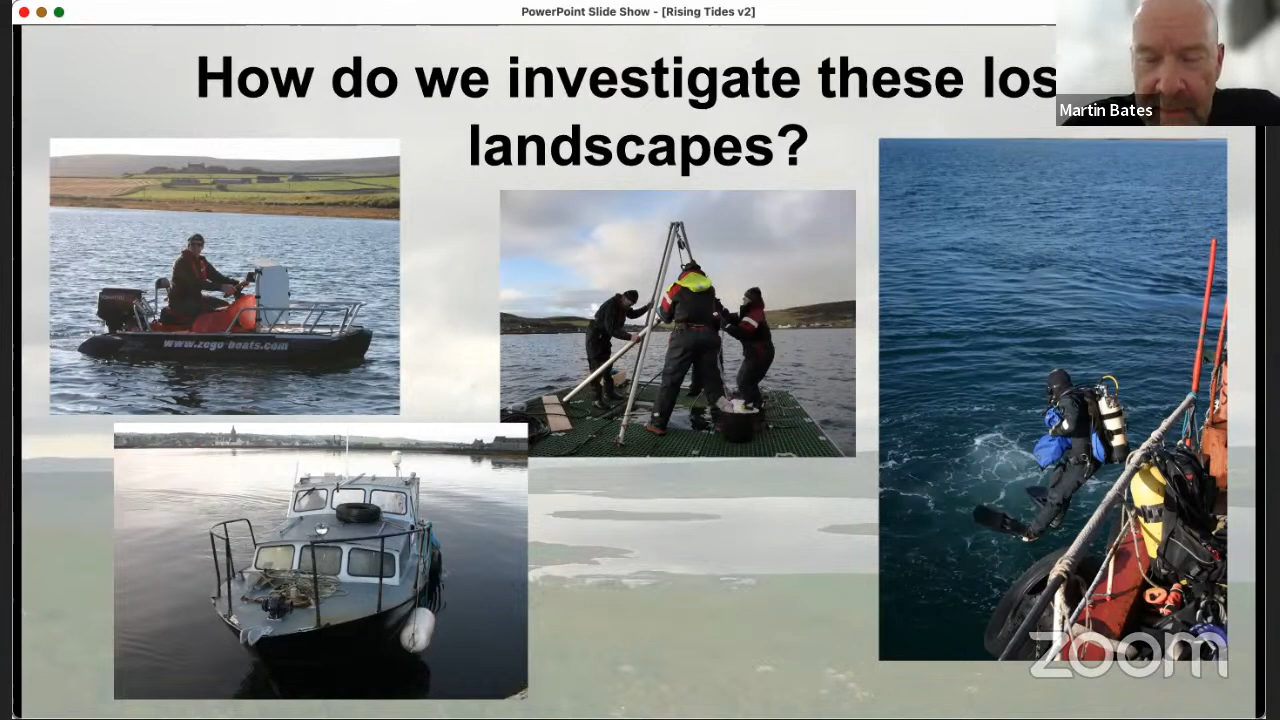 PowerPoint Slide Show - [Rising Tides v2]
How do we investigate these los
landscapes?
Martin Bates
www.zego-boats.com
zoom